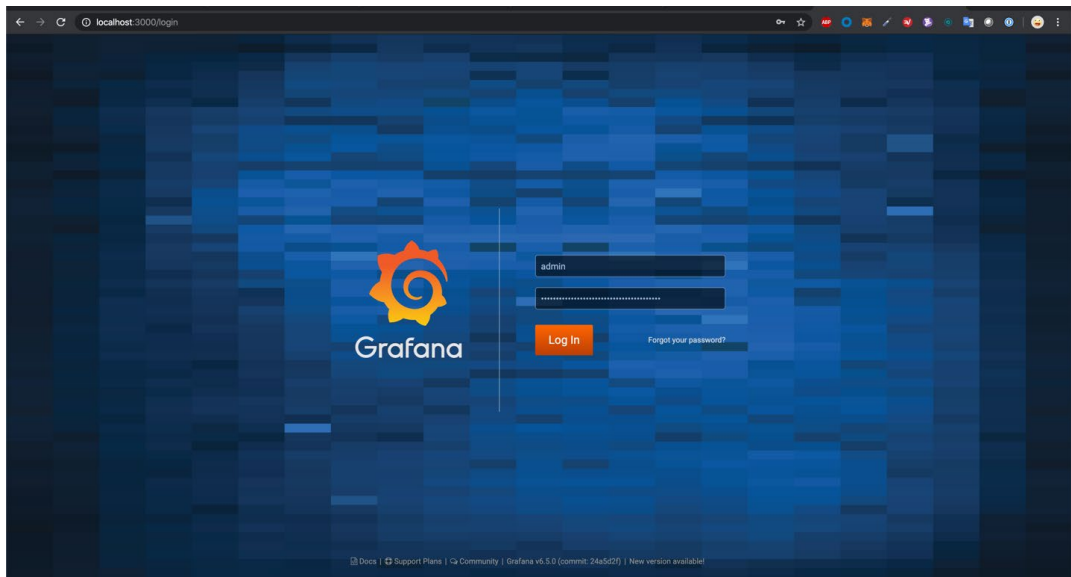 localhost:3000/login
ABP
admin
••••••••••••••••••••••••••••••••••••••••
Log In
Forgot your password?
Grafana
Docs | Support Plans | Community | Grafana v6.5.0 (commit: 24a5d2f) | New version available!